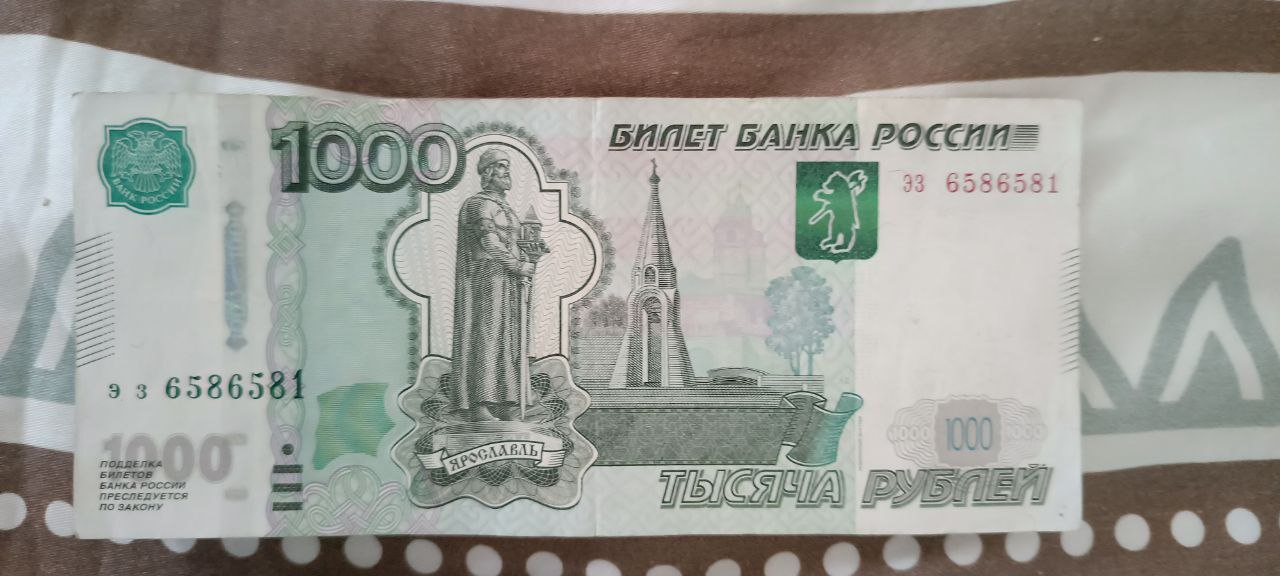 БАНК РОССИИ
1000
БИЛЕТ БАНКА РОССИИ
эз 6586581
э з 6586581
1000
ПОДДЕЛКА
БИЛЕТОВ
БАНКА РОССИИ
ПРЕСЛЕДУЕТСЯ
ПО ЗАКОНУ
ЯРОСЛАВЛЬ
1000 1000 1000
ТЫСЯЧА РУБЛЕЙ